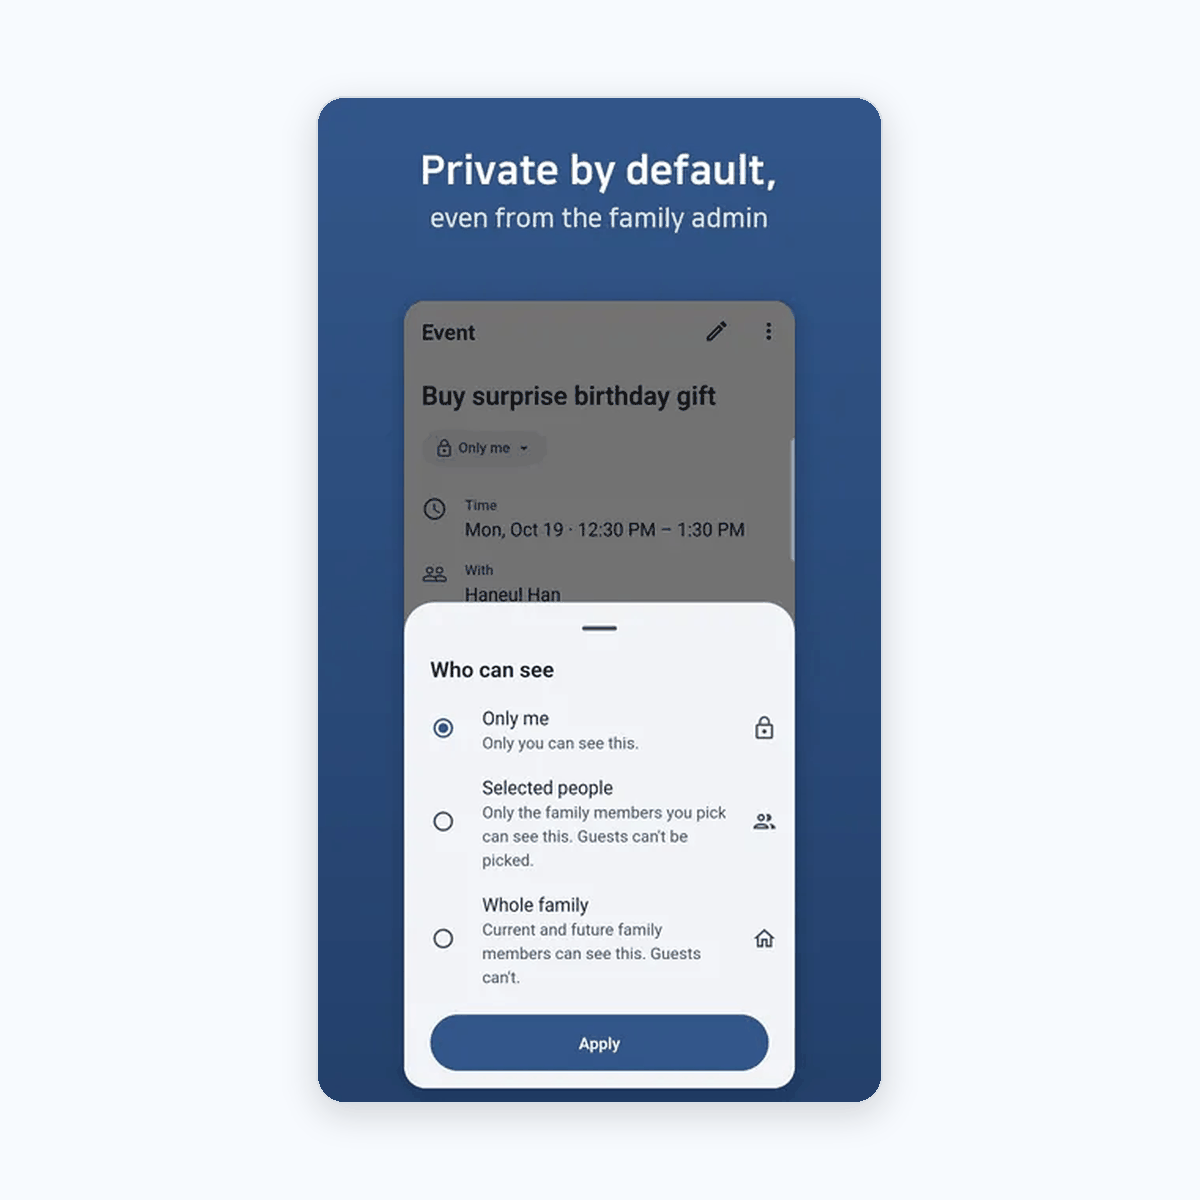 Private by default,
even from the family admin
Event
Buy surprise birthday gift
Only me
Time
Mon, Oct 19 · 12:30 PM – 1:30 PM
With
Haneul Han
Who can see
Only me
Only you can see this.
Selected people
Only the family members you pick
can see this. Guests can't be
picked.
Whole family
Current and future family
members can see this. Guests
can't.
Apply